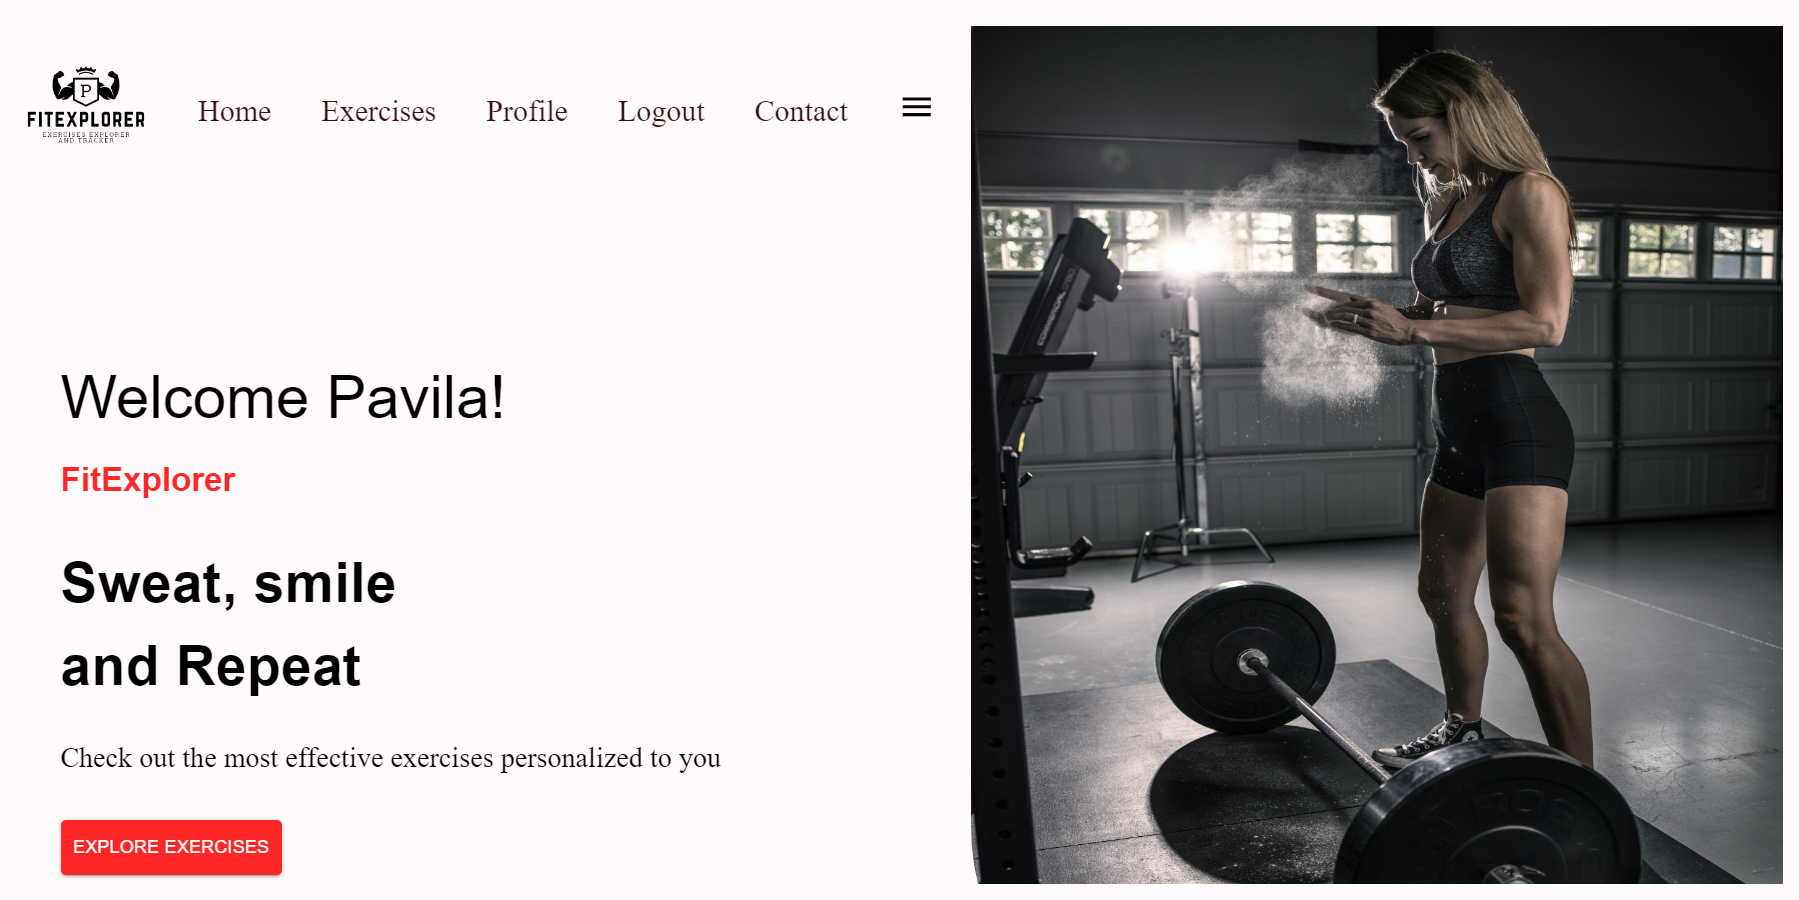 P
FITEXPLORER
EXERCISES EXPLORER
AND TRACKER
Home Exercises Profile Logout Contact
Welcome Pavila!
FitExplorer
Sweat, smile
and Repeat
Check out the most effective exercises personalized to you
EXPLORE EXERCISES